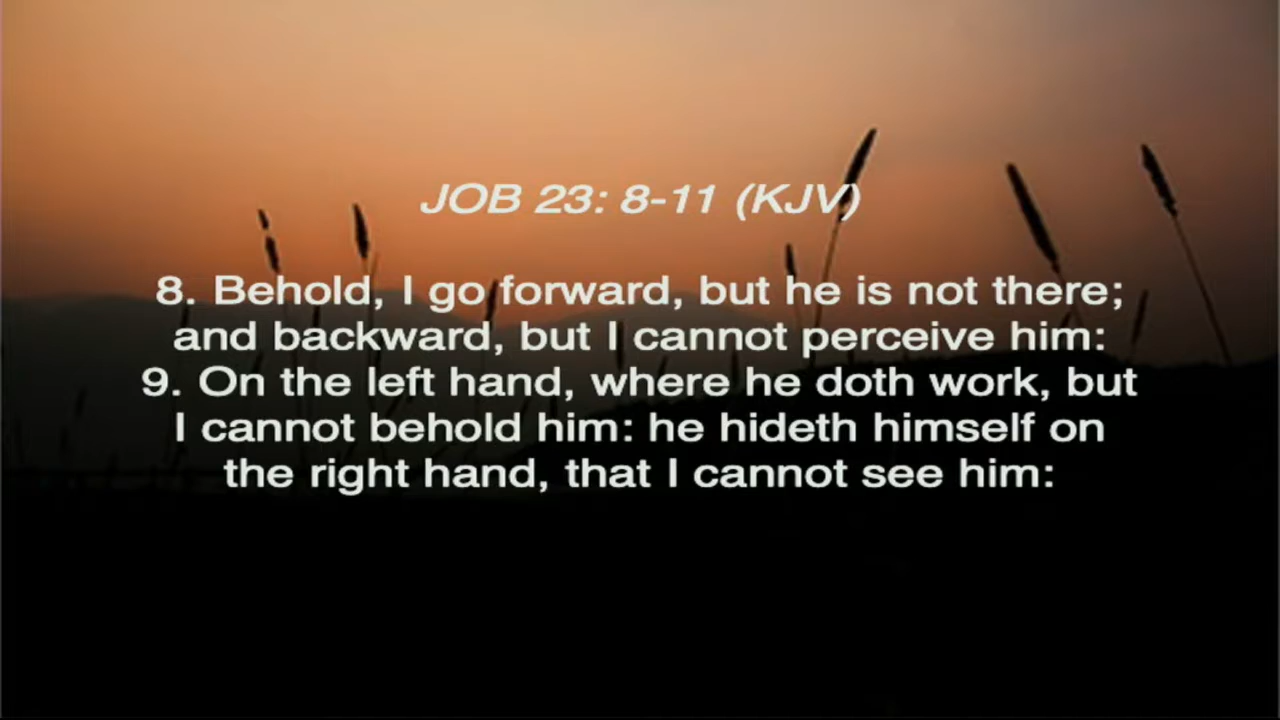 JOB 23: 8-11 (KJV)
8. Behold, I go forward, but he is not there;
and backward, but I cannot perceive him:
9. On the left hand, where he doth work, but
I cannot behold him: he hideth himself on
the right hand, that I cannot see him: